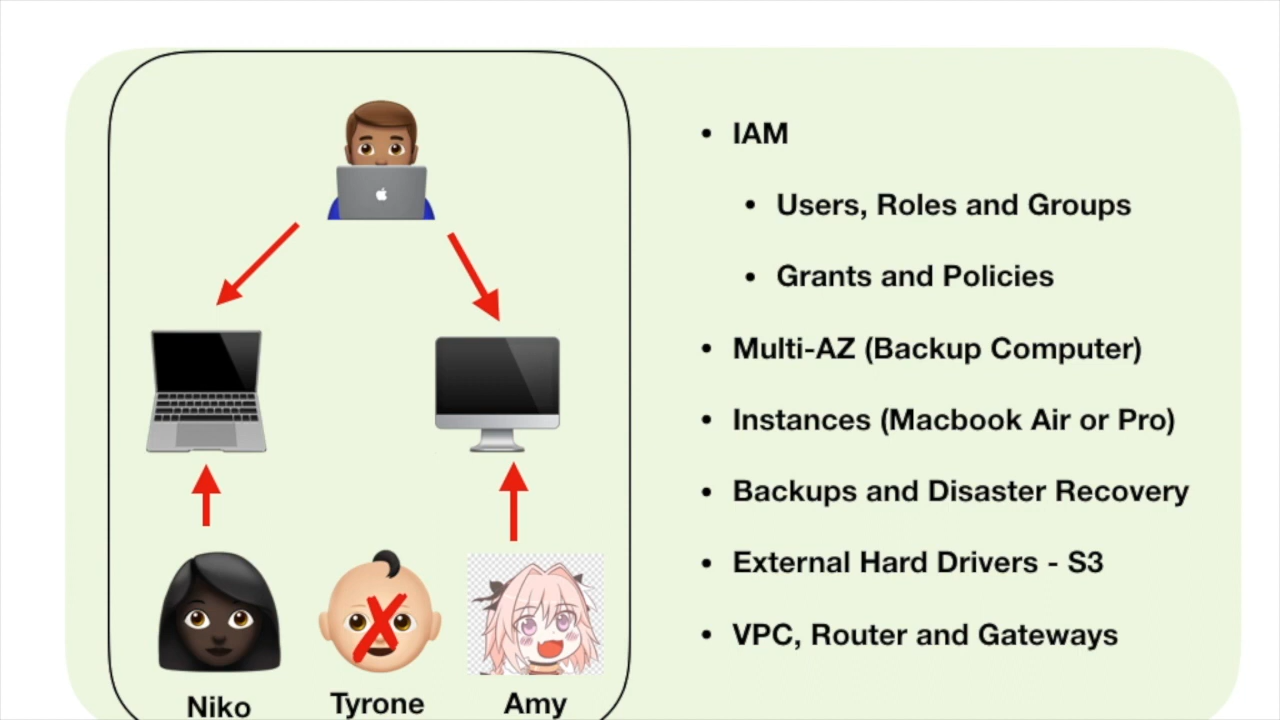 • IAM
• Users, Roles and Groups
• Grants and Policies
• Multi-AZ (Backup Computer)
• Instances (Macbook Air or Pro)
• Backups and Disaster Recovery
• External Hard Drivers - S3
• VPC, Router and Gateways
Niko
Tyrone
Amy